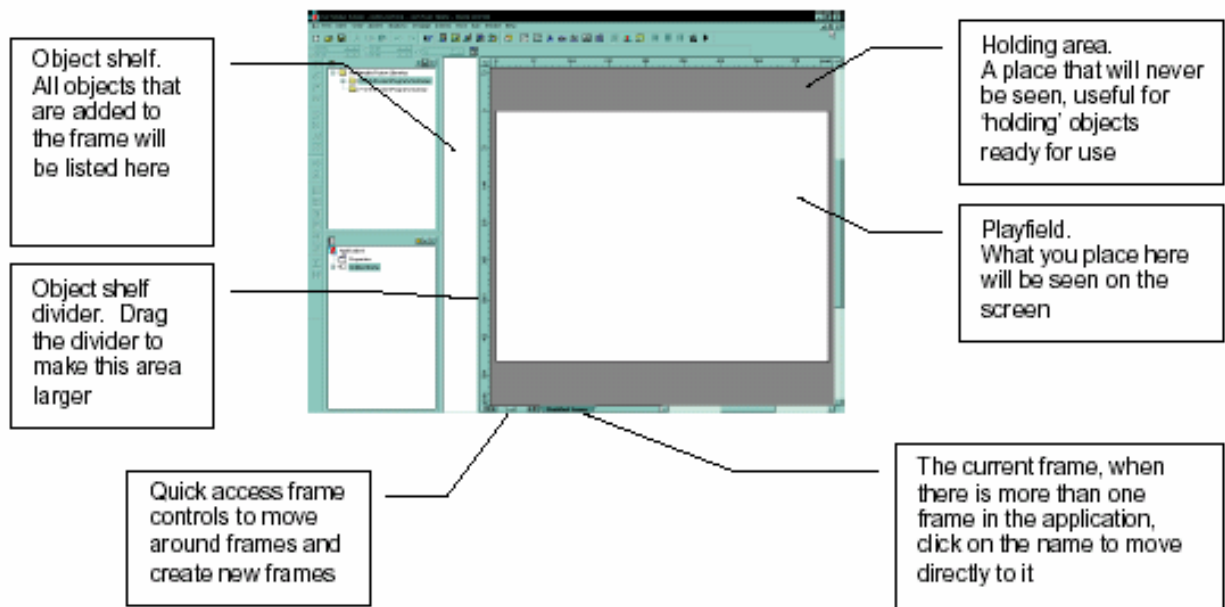 Object shelf.
All objects that
are added to
the frame will
be listed here
Object shelf
divider. Drag
the divider to
make this area
larger
Holding area.
A place that will never
be seen, useful for
‘holding’ objects
ready for use
Playfield.
What you place here
will be seen on the
screen
Quick access frame
controls to move
around frames and
create new frames
The current frame, when
there is more than one
frame in the application,
click on the name to move
directly to it